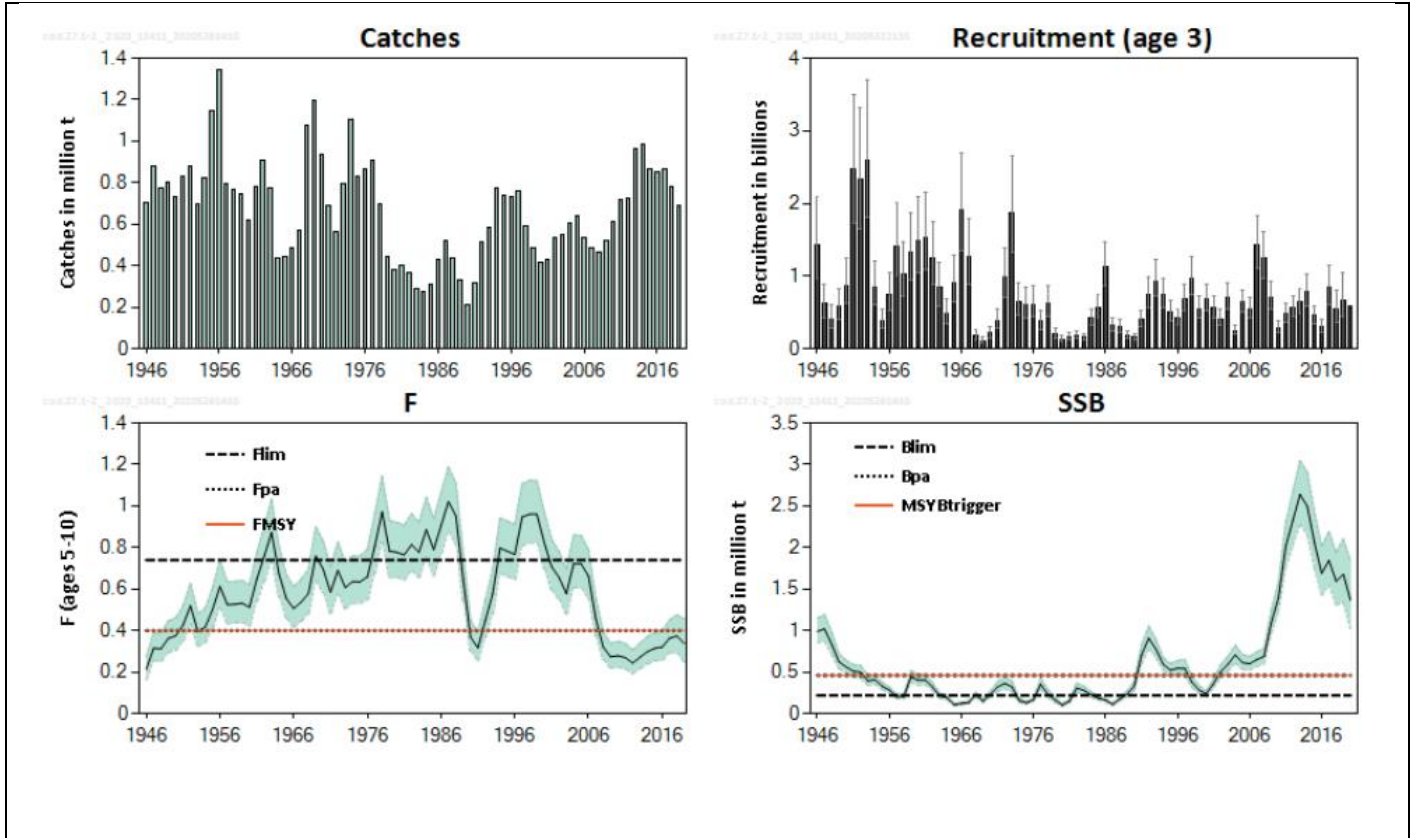 Catches
Catches in million t
1.4
1.2
1
0.8
0.6
0.4
0.2
0
1946 1956 1966 1976 1986 1996 2006 2016
Recruitment (age 3)
Recruitment in billions
4
3
2
1
0
1946 1956 1966 1976 1986 1996 2006 2016
F
F (ages 5-10)
1.4
1.2
1
0.8
0.6
0.4
0.2
0
Flim
Fpa
FMSY
1946 1956 1966 1976 1986 1996 2006 2016
SSB
SSB in million t
3.5
3
2.5
2
1.5
1
0.5
0
Blim
Bpa
MSYBtrigger
1946 1956 1966 1976 1986 1996 2006 2016